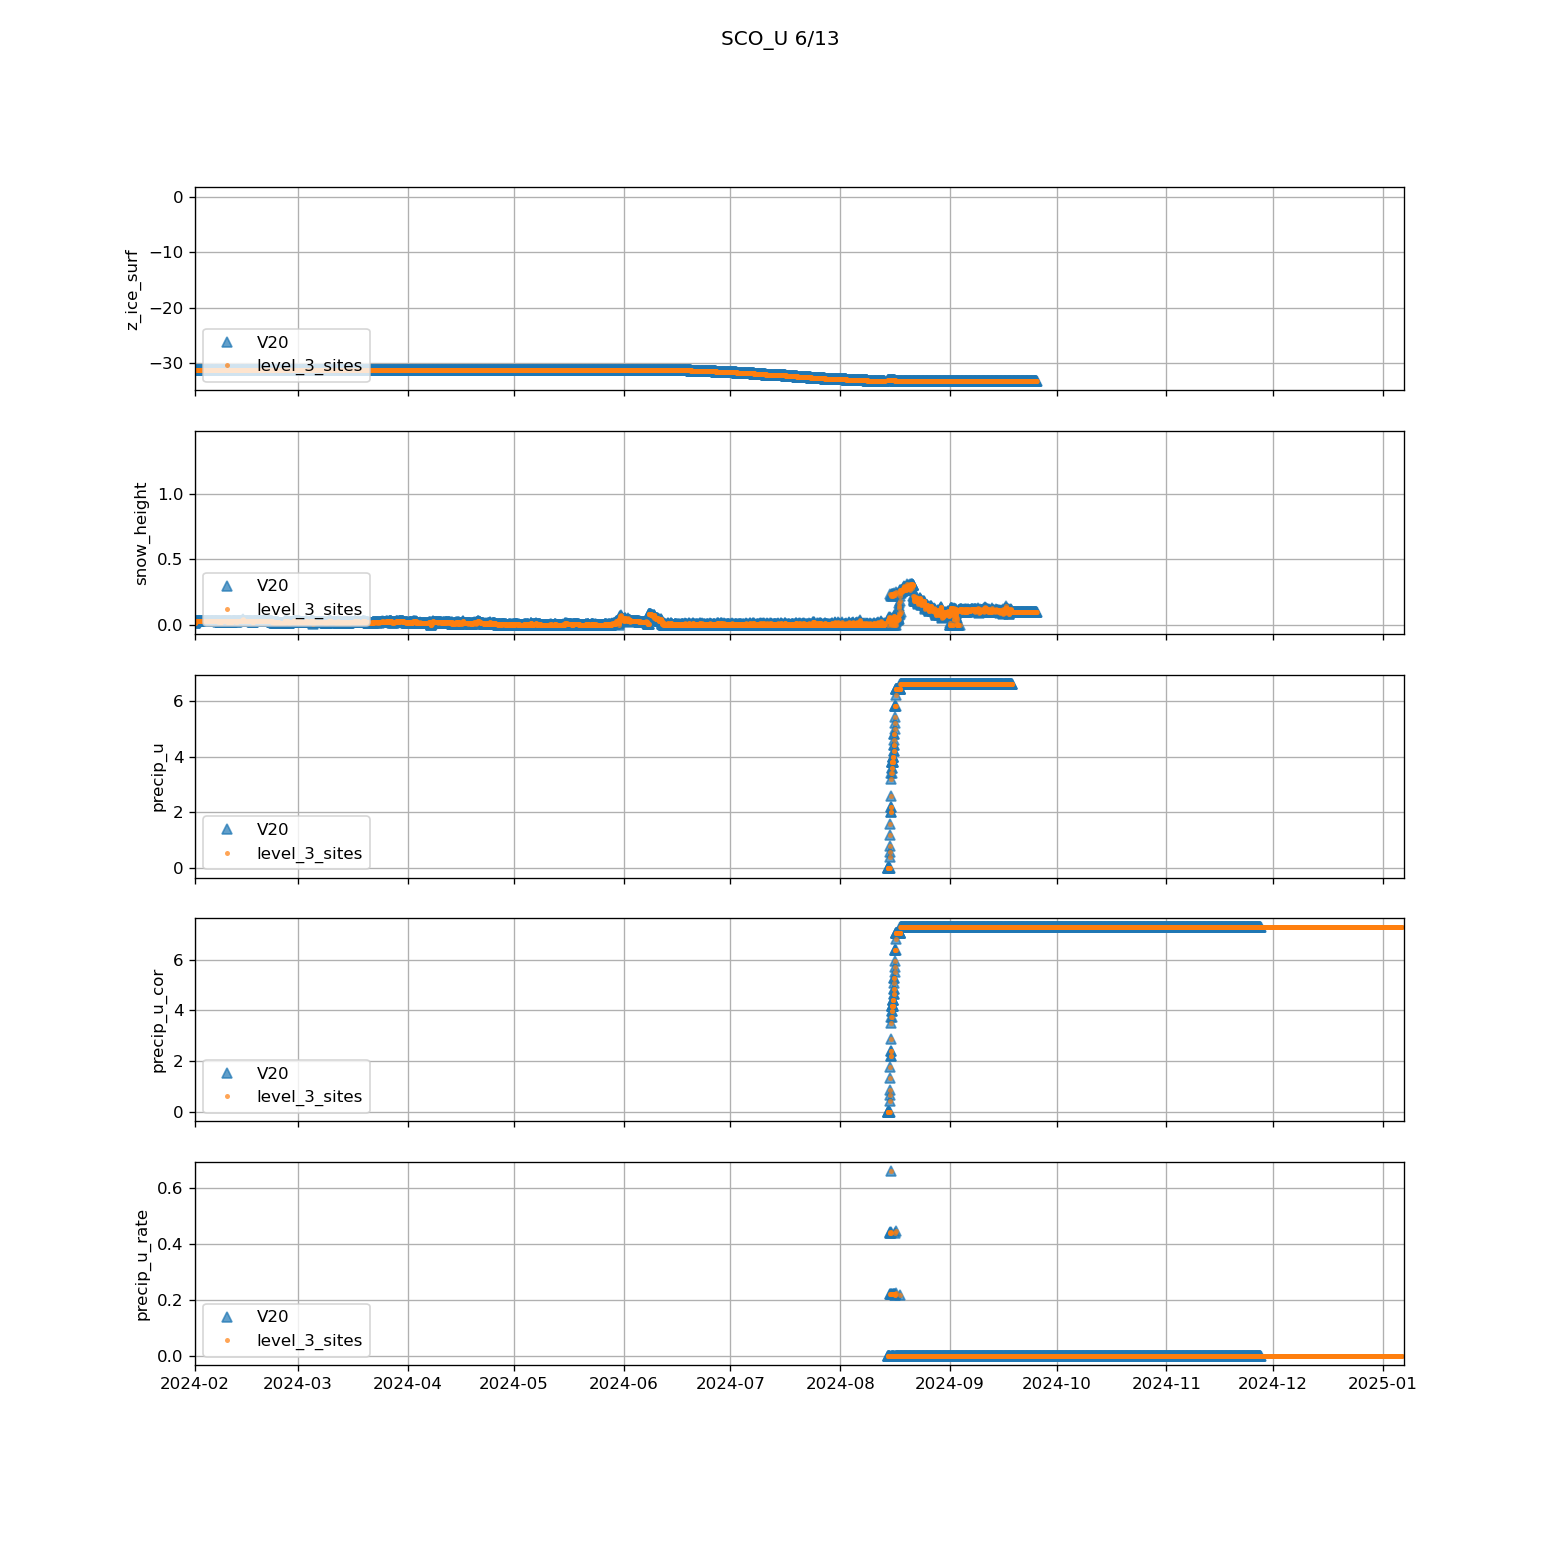 SCO_U 6/13
0
−10
−20
−30
z_ice_surf
V20
level_3_sites
1.0
0.5
0.0
snow_height
V20
level_3_sites
6
4
2
0
precip_u
V20
level_3_sites
6
4
2
0
precip_u_cor
V20
level_3_sites
0.6
0.4
0.2
0.0
precip_u_rate
V20
level_3_sites
2024-02 2024-03 2024-04 2024-05 2024-06 2024-07 2024-08 2024-09 2024-10 2024-11 2024-12 2025-01